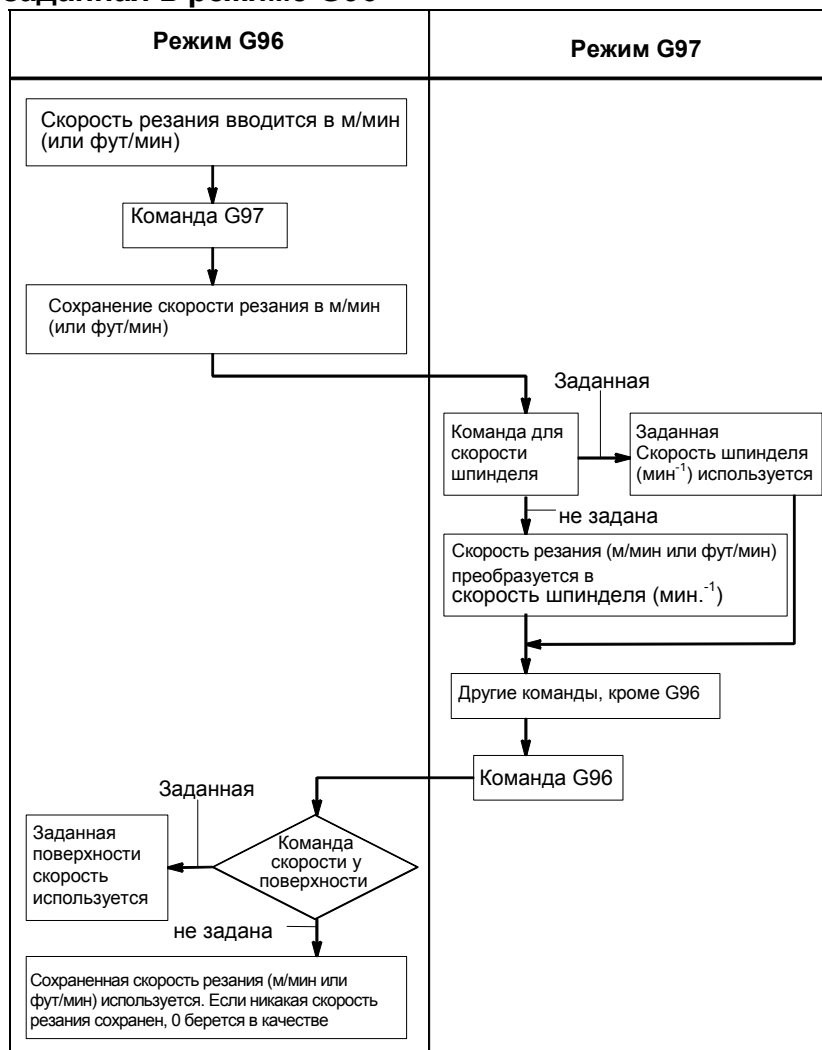 Режим G96
Режим G97
Скорость резания вводится в м/мин
(или фут/мин)
Команда G97
Сохранение скорости резания в м/мин
(или фут/мин)
Заданная
Команда для
скорости
шпинделя
Заданная
Скорость шпинделя
(мин⁻¹) используется
не задана
Скорость резания (м/мин или фут/мин)
преобразуется в
скорость шпинделя (мин.⁻¹)
Другие команды, кроме G96
Команда G96
Заданная
Команда
скорости у
поверхности
Заданная
поверхности
скорость
используется
не задана
Сохраненная скорость резания (м/мин или
фут/мин) используется. Если никакая скорость
резания сохранен, 0 берется в качестве